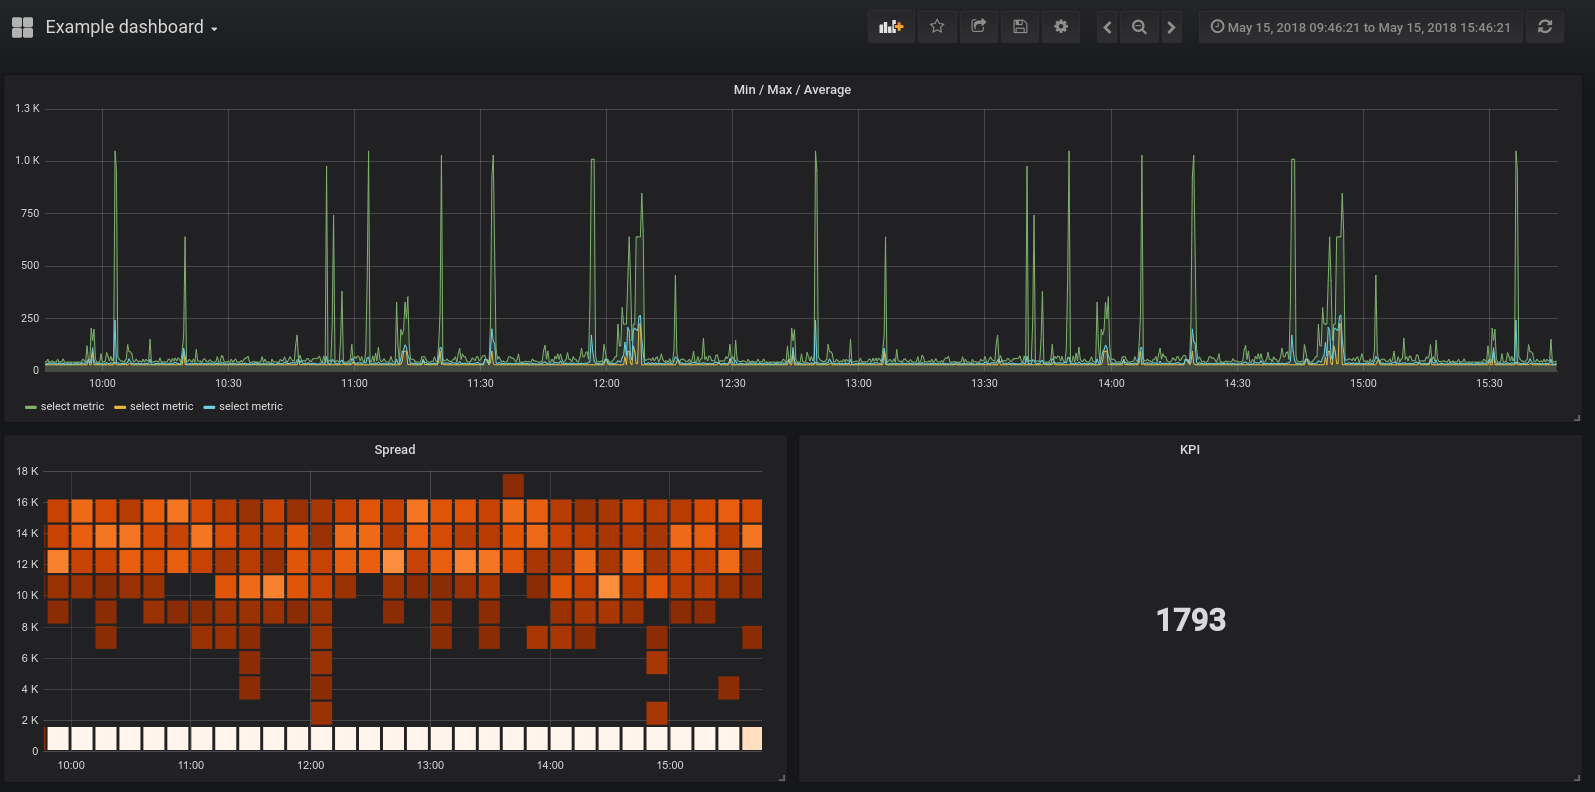 Example dashboard
May 15, 2018 09:46:21 to May 15, 2018 15:46:21
Min / Max / Average
1.3 K
1.0 K
750
500
250
0
10:00 10:30 11:00 11:30 12:00 12:30 13:00 13:30 14:00 14:30 15:00 15:30
select metric select metric select metric
Spread
18 K
16 K
14 K
12 K
10 K
8 K
6 K
4 K
2 K
0
10:00 11:00 12:00 13:00 14:00 15:00
KPI
1793